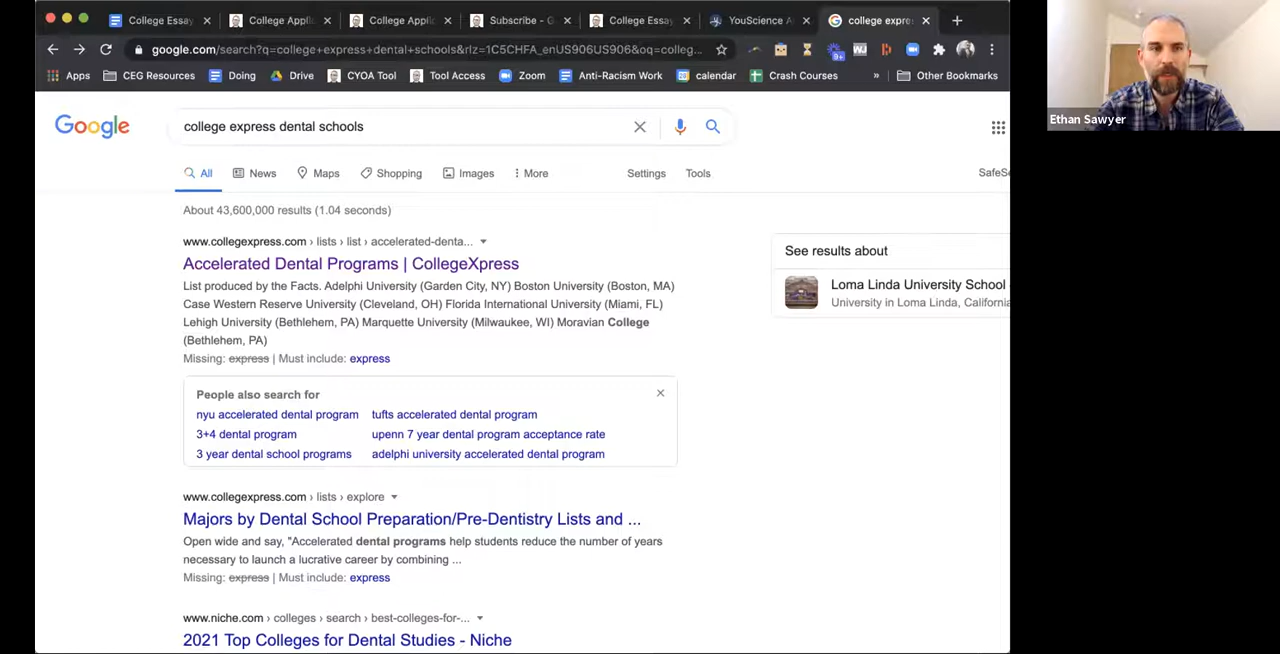 College Essay
College Appli
College Applic
Subscribe - G
College Essay
YouScience A
college expre
google.com/search?q=college+express+dental+schools&rlz=1C5CHFA_enUS906US906&oq=colleg...
Apps CEG Resources Doing Drive CYOA Tool Tool Access Zoom Anti-Racism Work calendar Crash Courses » Other Bookmarks
Ethan Sawyer
Google
college express dental schools
All News Maps Shopping Images More Settings Tools SafeSe
About 43,600,000 results (1.04 seconds)
www.collegexpress.com › lists › list › accelerated-denta...
Accelerated Dental Programs | CollegeXpress
List produced by the Facts. Adelphi University (Garden City, NY) Boston University (Boston, MA)
Case Western Reserve University (Cleveland, OH) Florida International University (Miami, FL)
Lehigh University (Bethlehem, PA) Marquette University (Milwaukee, WI) Moravian College
(Bethlehem, PA)
Missing: express | Must include: express
See results about
Loma Linda University School
University in Loma Linda, California
People also search for
nyu accelerated dental program tufts accelerated dental program
3+4 dental program upenn 7 year dental program acceptance rate
3 year dental school programs adelphi university accelerated dental program
www.collegexpress.com › lists › explore
Majors by Dental School Preparation/Pre-Dentistry Lists and ...
Open wide and say, "Accelerated dental programs help students reduce the number of years
necessary to launch a lucrative career by combining ...
Missing: express | Must include: express
www.niche.com › colleges › search › best-colleges-for-...
2021 Top Colleges for Dental Studies - Niche